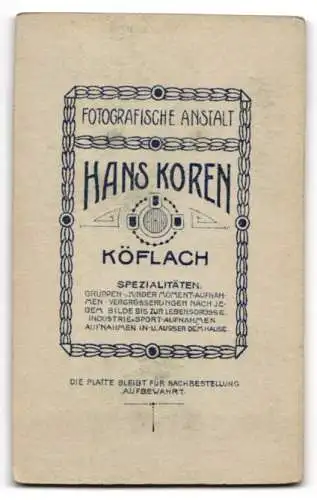 FOTOGRAFISCHE ANSTALT
HANS KOREN
KÖFLACH
SPEZIALITÄTEN.
GRUPPEN-U.KINDER MOMENT-AUFNAH-
MEN-VERGRÖSSERUNGEN NACH JE-
DEM BILDE BIS ZUR LEBENSGRÖSSE.
INDUSTRIE-SPORT-AUFNAHMEN
AUFNAHMEN IN-U.AUSSER DEM HAUSE.
DIE PLATTE BLEIBT FÜR NACHBESTELLUNG
AUFBEWAHRT.